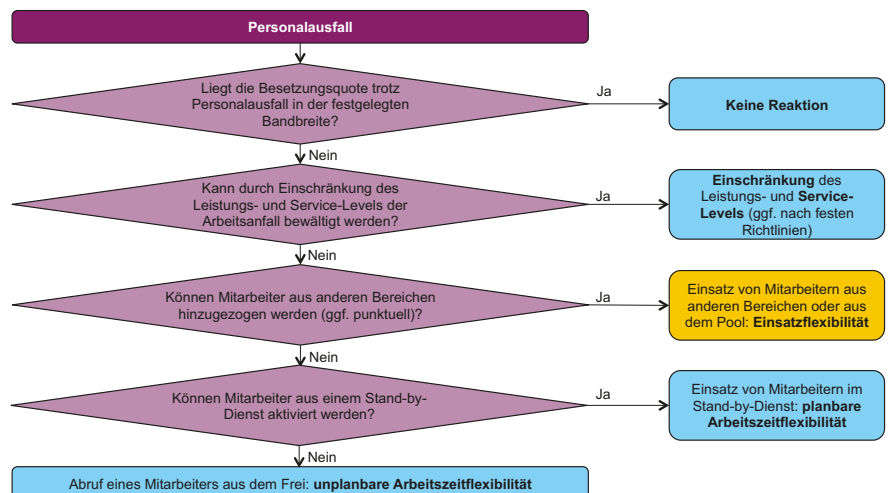 Personalausfall
Liegt die Besetzungsquote trotz
Personalausfall in der festgelegten
Bandbreite?
Ja
Keine Reaktion
Nein
Kann durch Einschränkung des
Leistungs- und Service-Levels der
Arbeitsanfall bewältigt werden?
Ja
Einschränkung des
Leistungs- und Service-
Levels (ggf. nach festen
Richtlinien)
Nein
Können Mitarbeiter aus anderen Bereichen
hinzugezogen werden (ggf. punktuell)?
Ja
Einsatz von Mitarbeitern aus
anderen Bereichen oder aus
dem Pool: Einsatzflexibilität
Nein
Können Mitarbeiter aus einem Stand-by-
Dienst aktiviert werden?
Ja
Einsatz von Mitarbeitern im
Stand-by-Dienst: planbare
Arbeitszeitflexibilität
Nein
Abruf eines Mitarbeiters aus dem Frei: unplanbare Arbeitszeitflexibilität